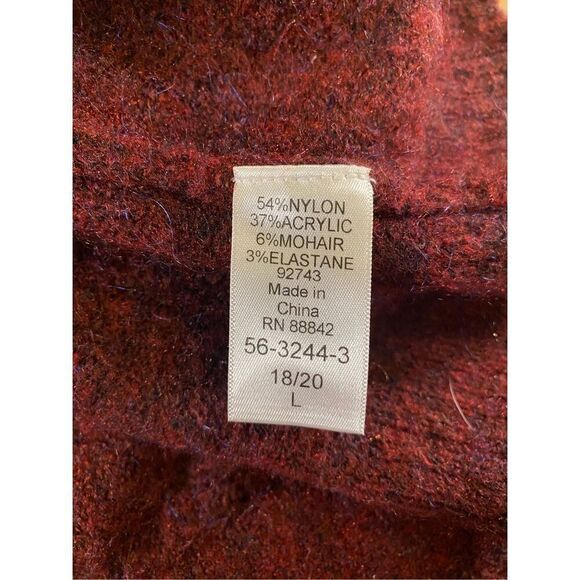 54%NYLON
37%ACRYLIC
6%MOHAIR
3%ELASTANE
92743
Made in
China
RN 88842
56-3244-3
18/20
L